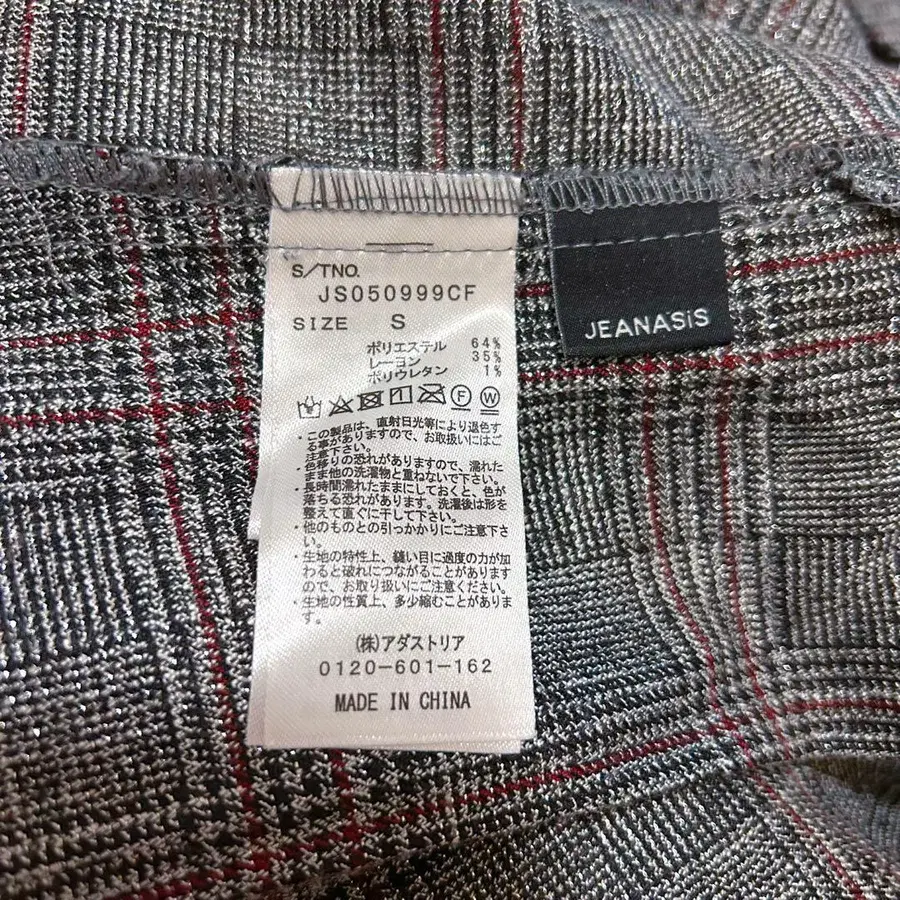 S/TNO.
JS050999CF
SIZE S
ポリエステル 64%
レーヨン 35%
ポリウレタン 1%
F W
・この製品は、直射日光等により退色す
る事がありますので、お取扱いにはご
注意下さい。
・色移りの恐れがありますので、濡れた
まま他の洗濯物と重ねないで下さい。
・長時間濡れたままにしておくと、色が
落ちる恐れがあります。洗濯後は形を
整えて直ぐに干して下さい。
・他のものとの引っかかりにご注意下さ
い。
・生地の特性上、縫い目に過度の力が加
わると破れにつながることがあります
ので、お取り扱いにご注意ください。
・生地の性質上、多少縮むことがありま
す。
(株)アダストリア
0120-601-162
MADE IN CHINA
JEANASiS